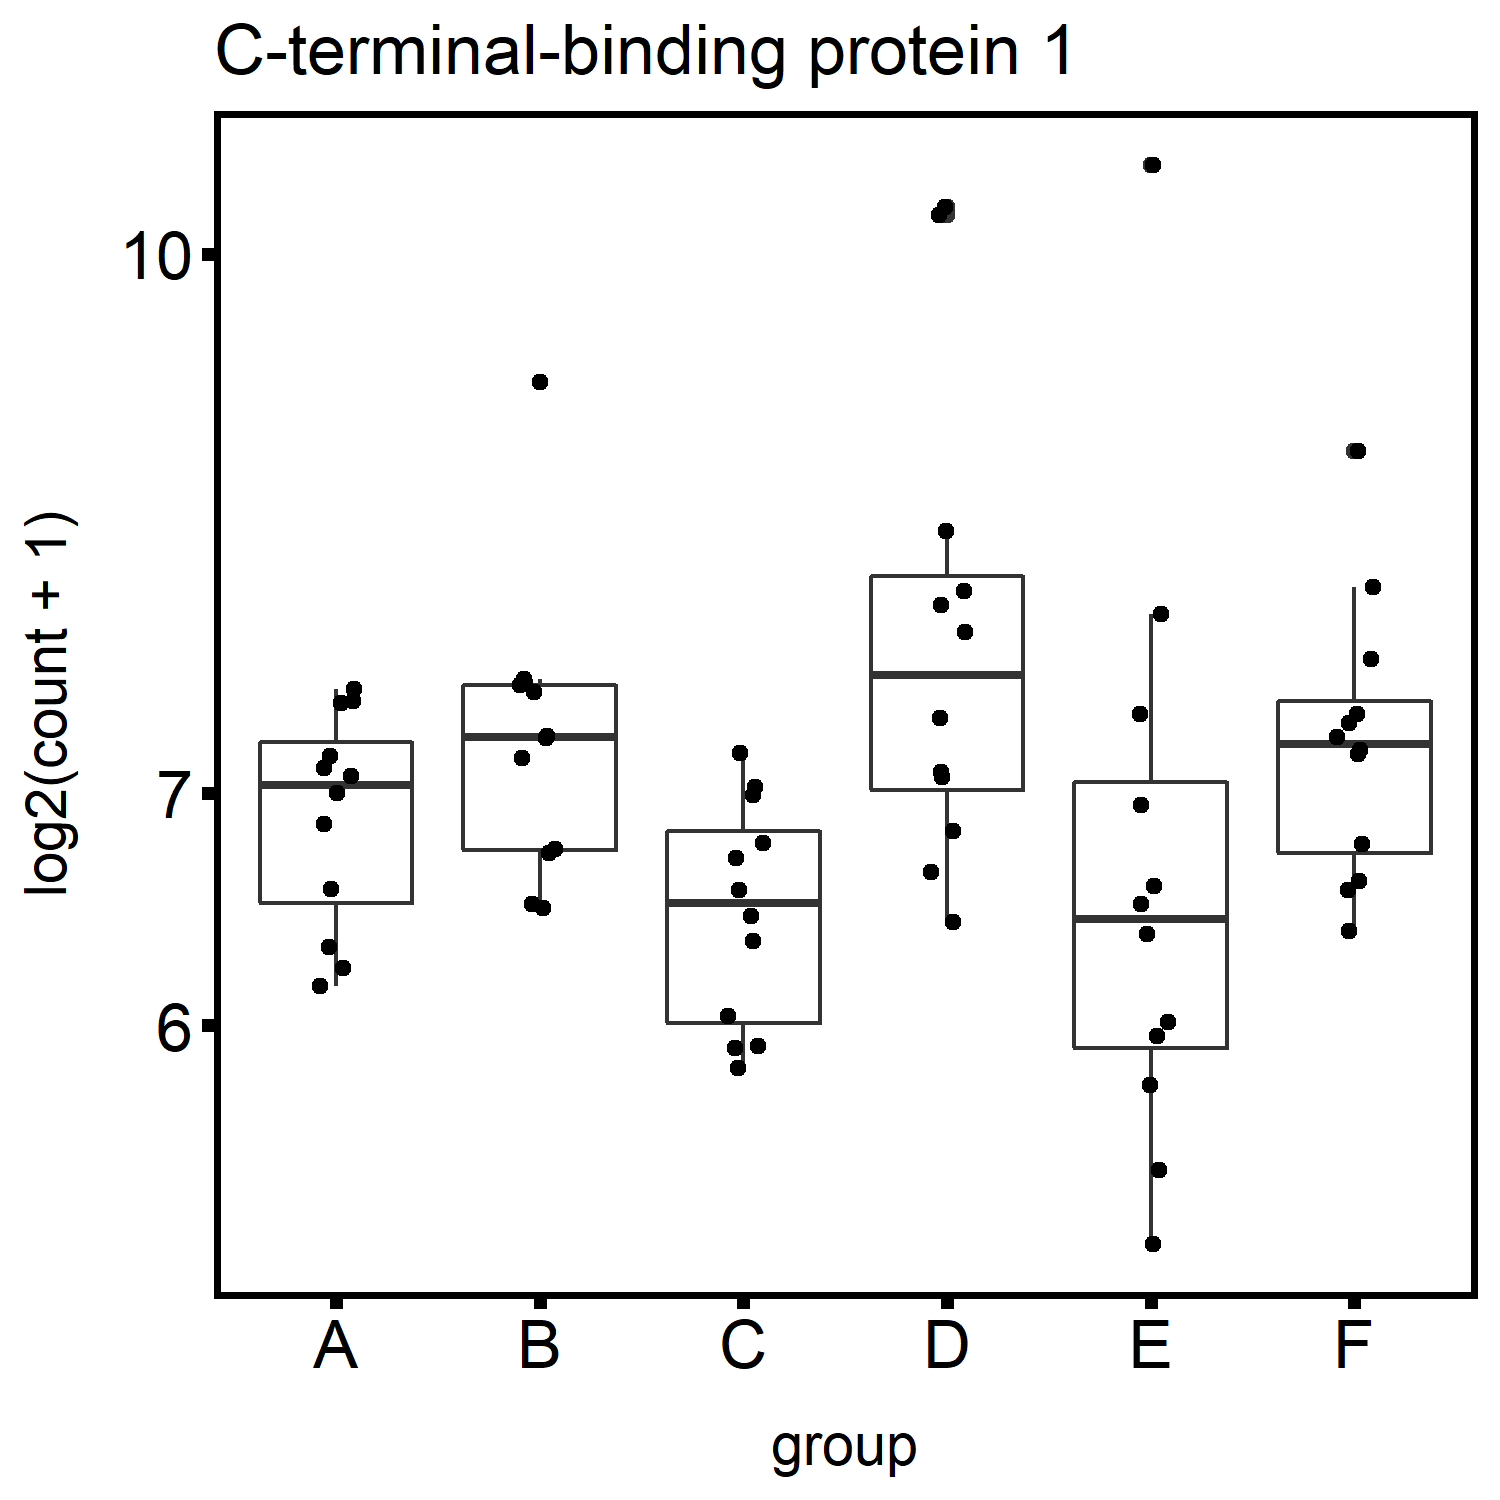 C-terminal-binding protein 1
log2(count + 1)
10
7
6
A B C D E F
group